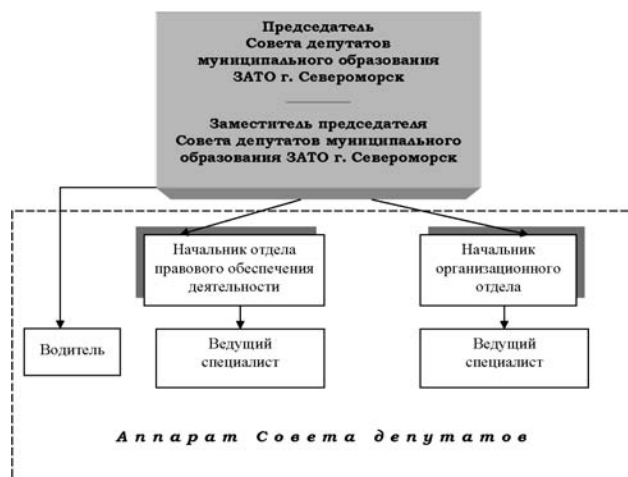 Председатель
Совета депутатов
муниципального образования
ЗАТО г. Североморск
Заместитель председателя
Совета депутатов муниципального
образования ЗАТО г. Североморск
Начальник отдела
правового обеспечения
деятельности
Начальник
организационного
отдела
Водитель
Ведущий
специалист
Ведущий
специалист
Аппарат Совета депутатов